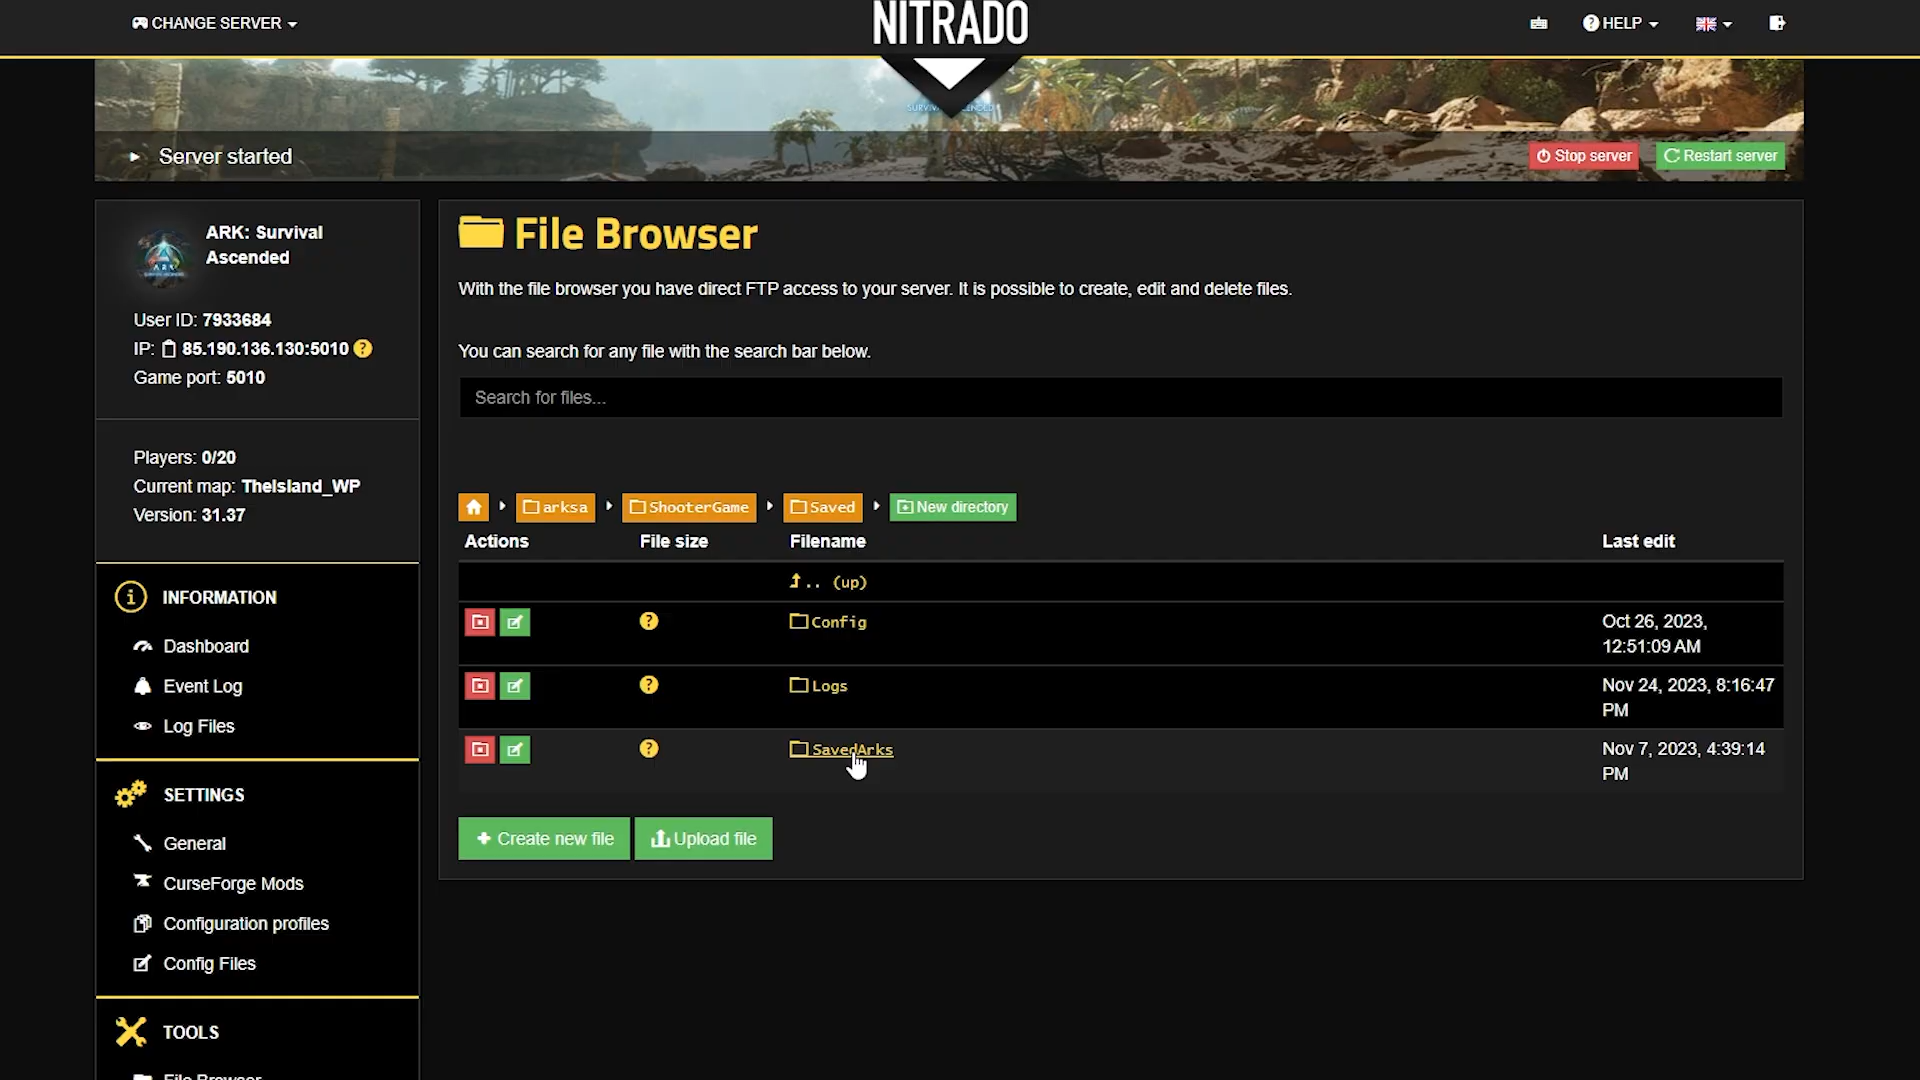 CHANGE SERVER
NITRADO
HELP
Server started
Stop server
Restart server
ARK: Survival
Ascended
User ID: 7933684
IP: 85.190.136.130:5010 ?
Game port: 5010
Players: 0/20
Current map: TheIsland_WP
Version: 31.37
INFORMATION
Dashboard
Event Log
Log Files
SETTINGS
General
CurseForge Mods
Configuration profiles
Config Files
TOOLS
File Browser
File Browser
With the file browser you have direct FTP access to your server. It is possible to create, edit and delete files.
You can search for any file with the search bar below.
Search for files...
arksa
ShooterGame
Saved
New directory
Actions File size Filename Last edit
.. (up)
? Config Oct 26, 2023,
12:51:09 AM
? Logs Nov 24, 2023, 8:16:47
PM
? SavedArks Nov 7, 2023, 4:39:14
PM
Create new file
Upload file